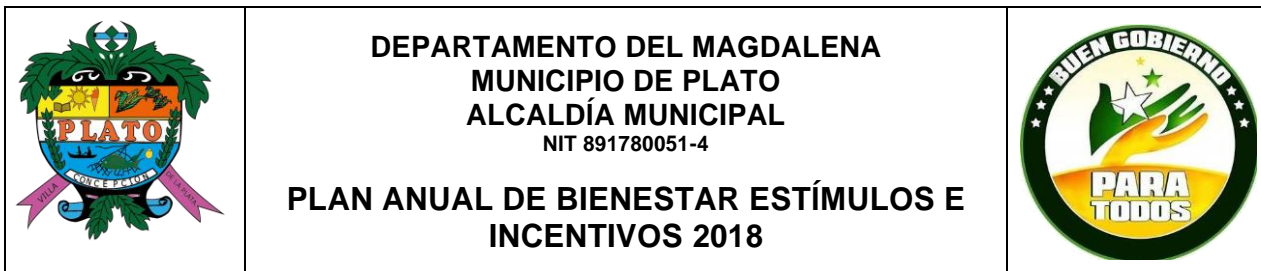 PLATO
VILLA
CONCEPCION
DE LA PLATA
DEPARTAMENTO DEL MAGDALENA
MUNICIPIO DE PLATO
ALCALDÍA MUNICIPAL
NIT 891780051-4
PLAN ANUAL DE BIENESTAR ESTÍMULOS E
INCENTIVOS 2018
BUEN GOBIERNO
PARA
TODOS